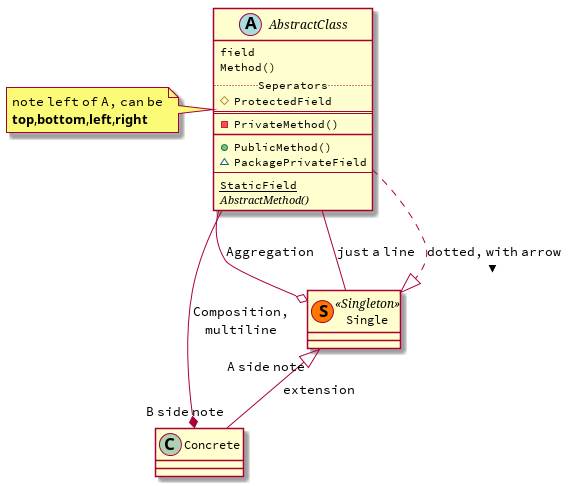 A AbstractClass
field
Method()
Seperators
ProtectedField
PrivateMethod()
PublicMethod()
PackagePrivateField
StaticField
AbstractMethod()
note left of A, can be
top,bottom,left,right
Aggregation
just a line
dotted, with arrow
▼
S «Singleton»
Single
Composition,
multiline
A side note
extension
B side note
C Concrete